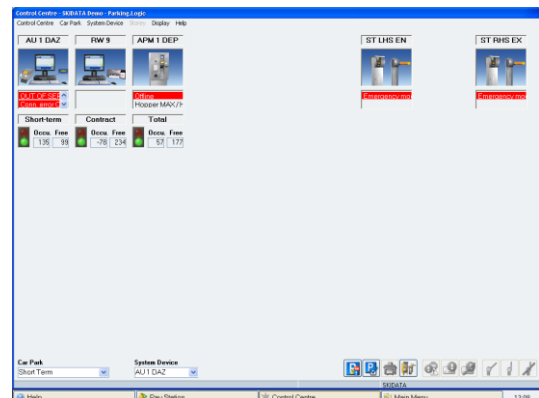 Control Centre - SKIDATA Demo - Parking.Logic
Control Centre Car Park System Device Display Help
AU 1 DAZ RW 9 APM 1 DEP ST LHS EN ST RHS EX
OUT OF SER Offline Emergency mo Emergency mo
Conn. error Hopper MAX/H
Short-term Contract Total
Occu. Free Occu. Free Occu. Free
135 99 -78 234 57 177
Car Park System Device
Short Term AU 1 DAZ
SKIDATA
Help Pay Station Control Centre Main Menu